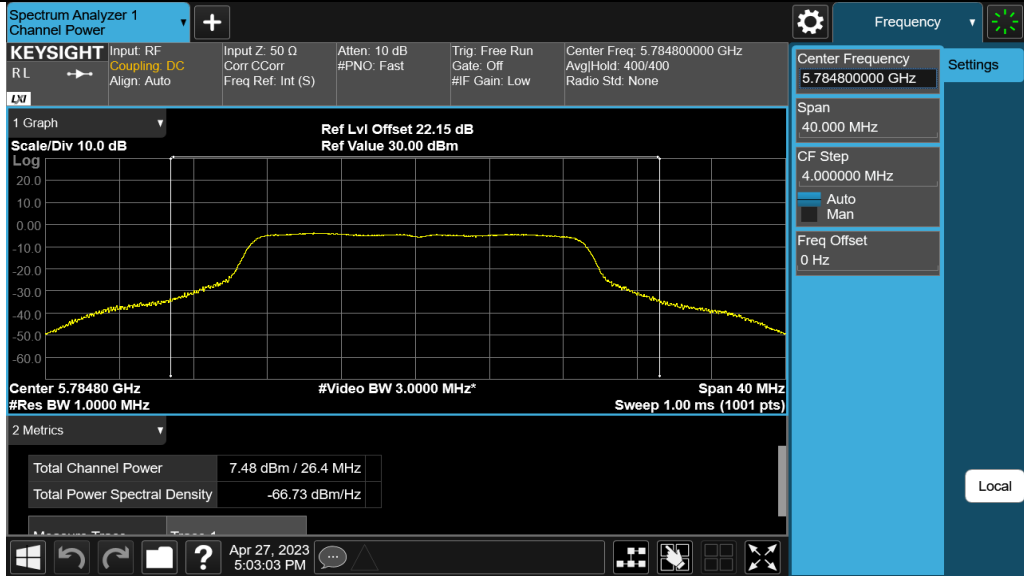 Spectrum Analyzer 1
Channel Power
+
Frequency
KEYSIGHT
R L
LXI
Input: RF
Coupling: DC
Align: Auto
Input Z: 50 Ω
Corr CCorr
Freq Ref: Int (S)
Atten: 10 dB
#PNO: Fast
Trig: Free Run
Gate: Off
#IF Gain: Low
Center Freq: 5.784800000 GHz
Avg|Hold: 400/400
Radio Std: None
Center Frequency
5.784800000 GHz
Settings
Span
40.000 MHz
CF Step
4.000000 MHz
Auto
Man
Freq Offset
0 Hz
Local
1 Graph
Scale/Div 10.0 dB
Ref Lvl Offset 22.15 dB
Ref Value 30.00 dBm
Log
20.0
10.0
0.00
-10.0
-20.0
-30.0
-40.0
-50.0
-60.0
Center 5.78480 GHz
#Video BW 3.0000 MHz*
Span 40 MHz
#Res BW 1.0000 MHz
Sweep 1.00 ms (1001 pts)
2 Metrics
Total Channel Power
7.48 dBm / 26.4 MHz
Total Power Spectral Density
-66.73 dBm/Hz
Measure Trace
Trace 1
?
Apr 27, 2023
5:03:03 PM